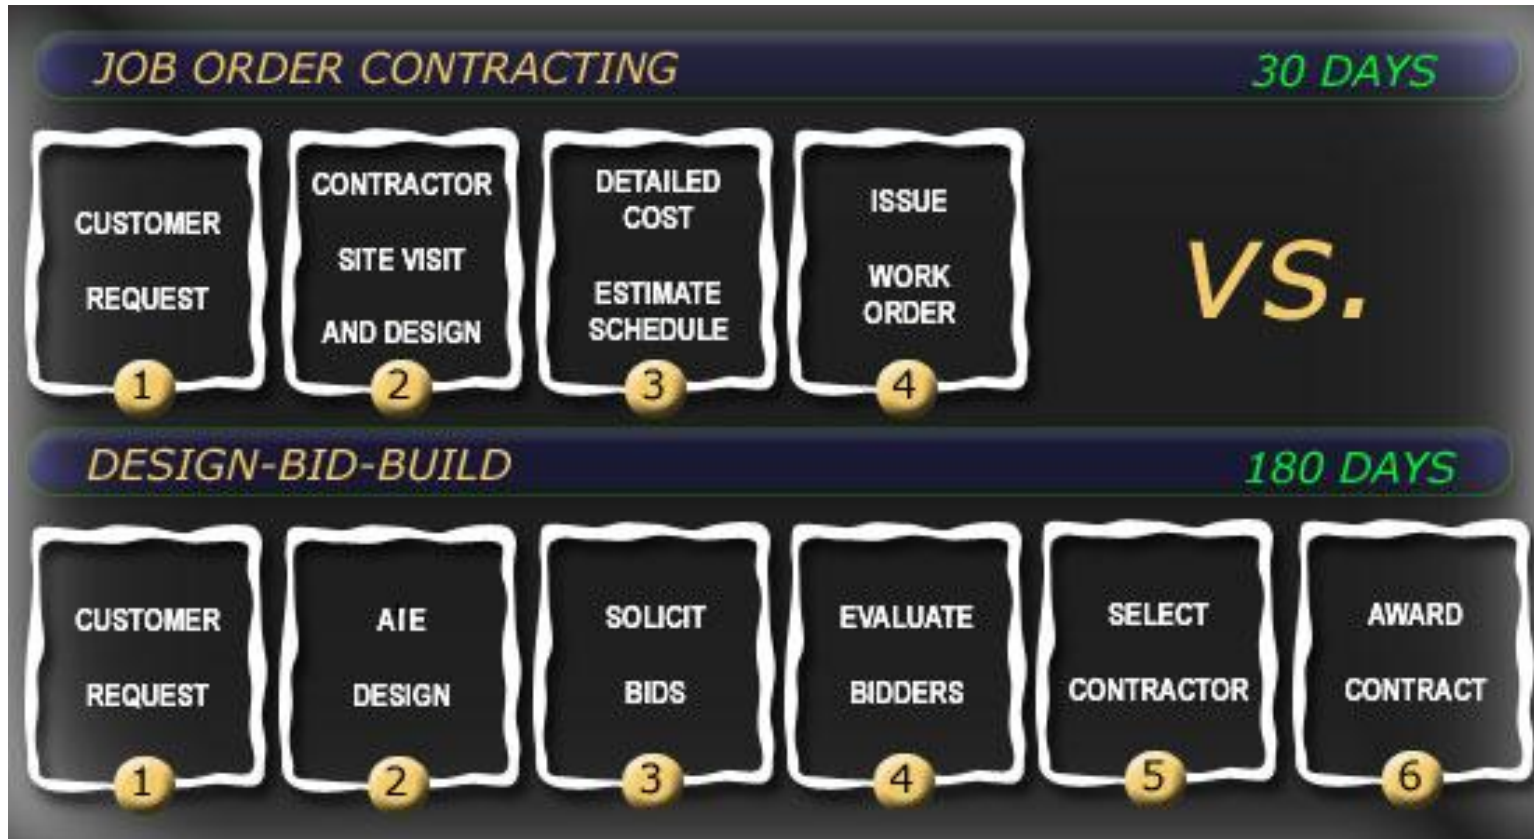 JOB ORDER CONTRACTING 30 DAYS
CUSTOMER
REQUEST
1
CONTRACTOR
SITE VISIT
AND DESIGN
2
DETAILED
COST
ESTIMATE
SCHEDULE
3
ISSUE
WORK
ORDER
4
VS.
DESIGN-BID-BUILD 180 DAYS
CUSTOMER
REQUEST
1
AIE
DESIGN
2
SOLICIT
BIDS
3
EVALUATE
BIDDERS
4
SELECT
CONTRACTOR
5
AWARD
CONTRACT
6